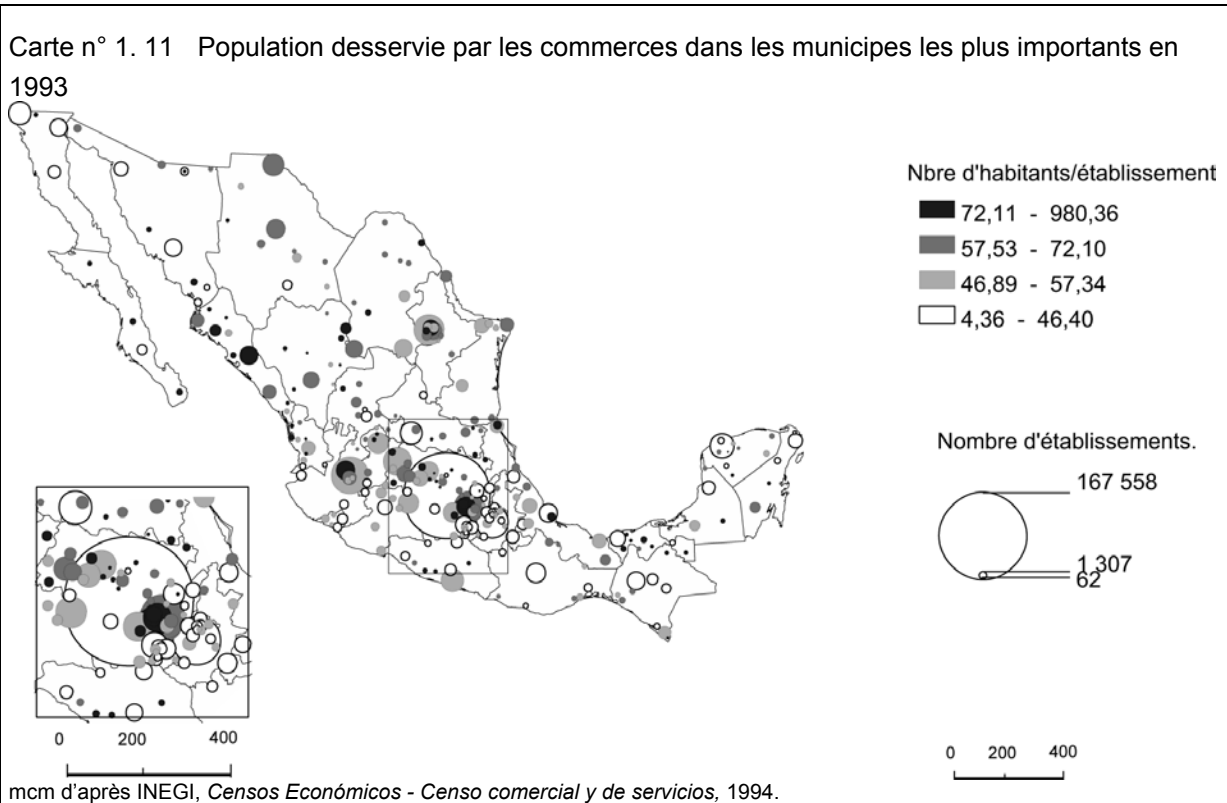 Carte n° 1. 11 Population desservie par les commerces dans les municipes les plus importants en
1993
Nbre d'habitants/établissement
72,11 - 980,36
57,53 - 72,10
46,89 - 57,34
4,36 - 46,40
Nombre d'établissements.
167 558
1,307
62
0 200 400
0 200 400
mcm d'après INEGI, Censos Económicos - Censo comercial y de servicios, 1994.